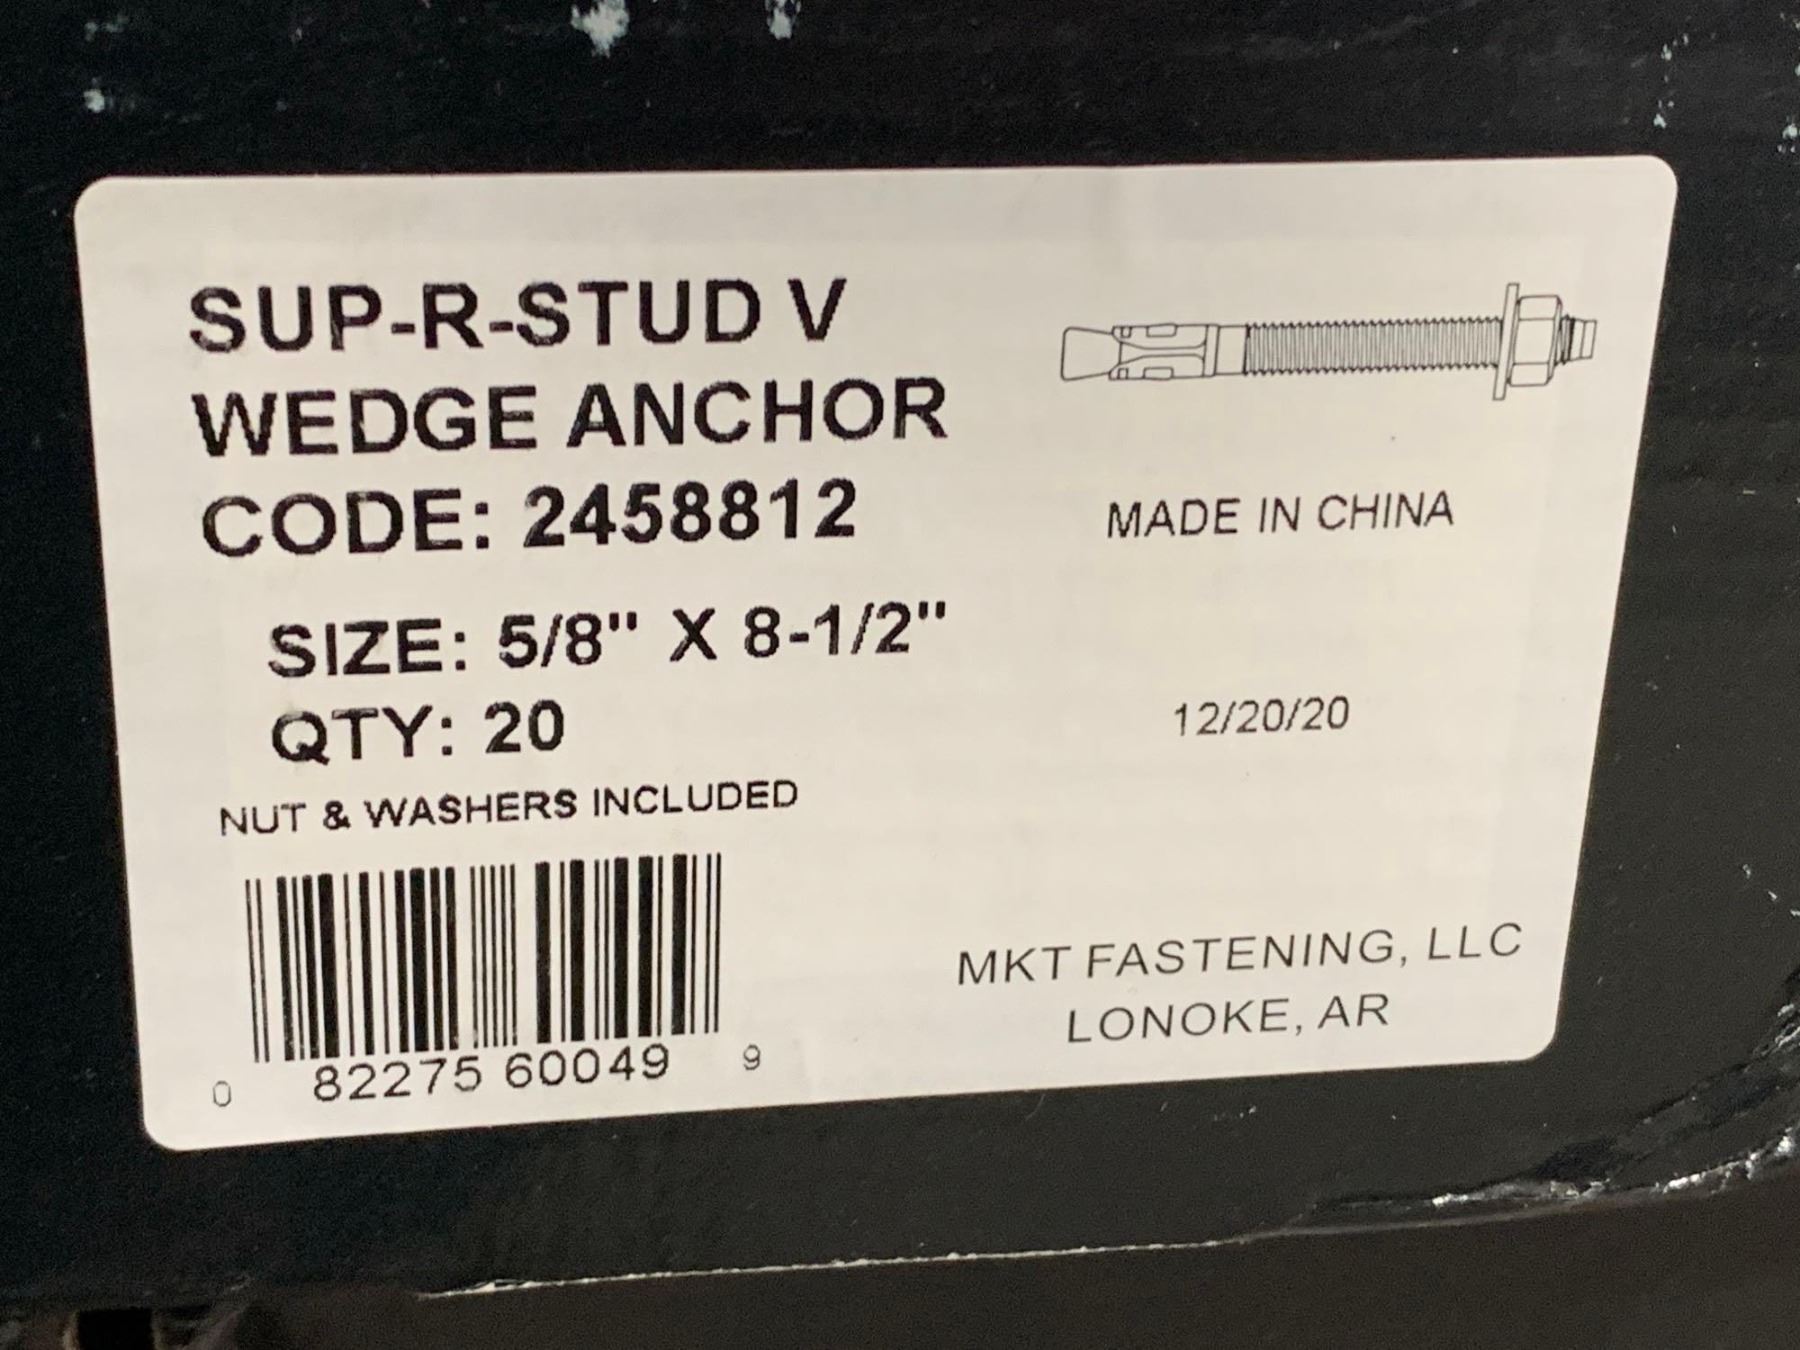 SUP-R-STUD V
WEDGE ANCHOR
CODE: 2458812
SIZE: 5/8" X 8-1/2"
QTY: 20
NUT & WASHERS INCLUDED
0 82275 60049 9
MADE IN CHINA
12/20/20
MKT FASTENING, LLC
LONOKE, AR